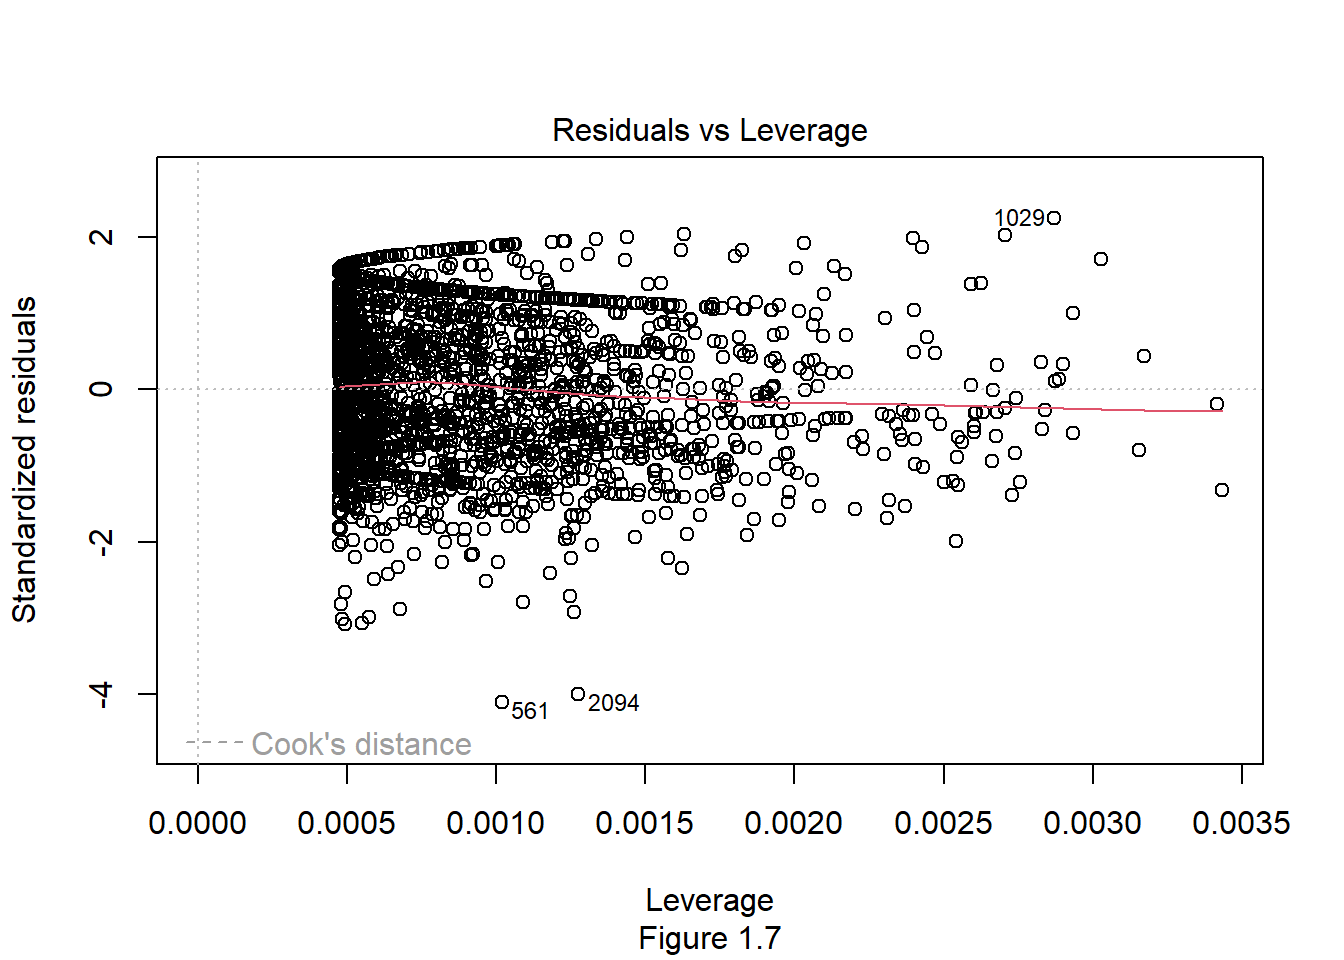 Residuals vs Leverage
Standardized residuals
2
0
-2
-4
1029
561
2094
Cook's distance
0.0000 0.0005 0.0010 0.0015 0.0020 0.0025 0.0030 0.0035
Leverage
Figure 1.7